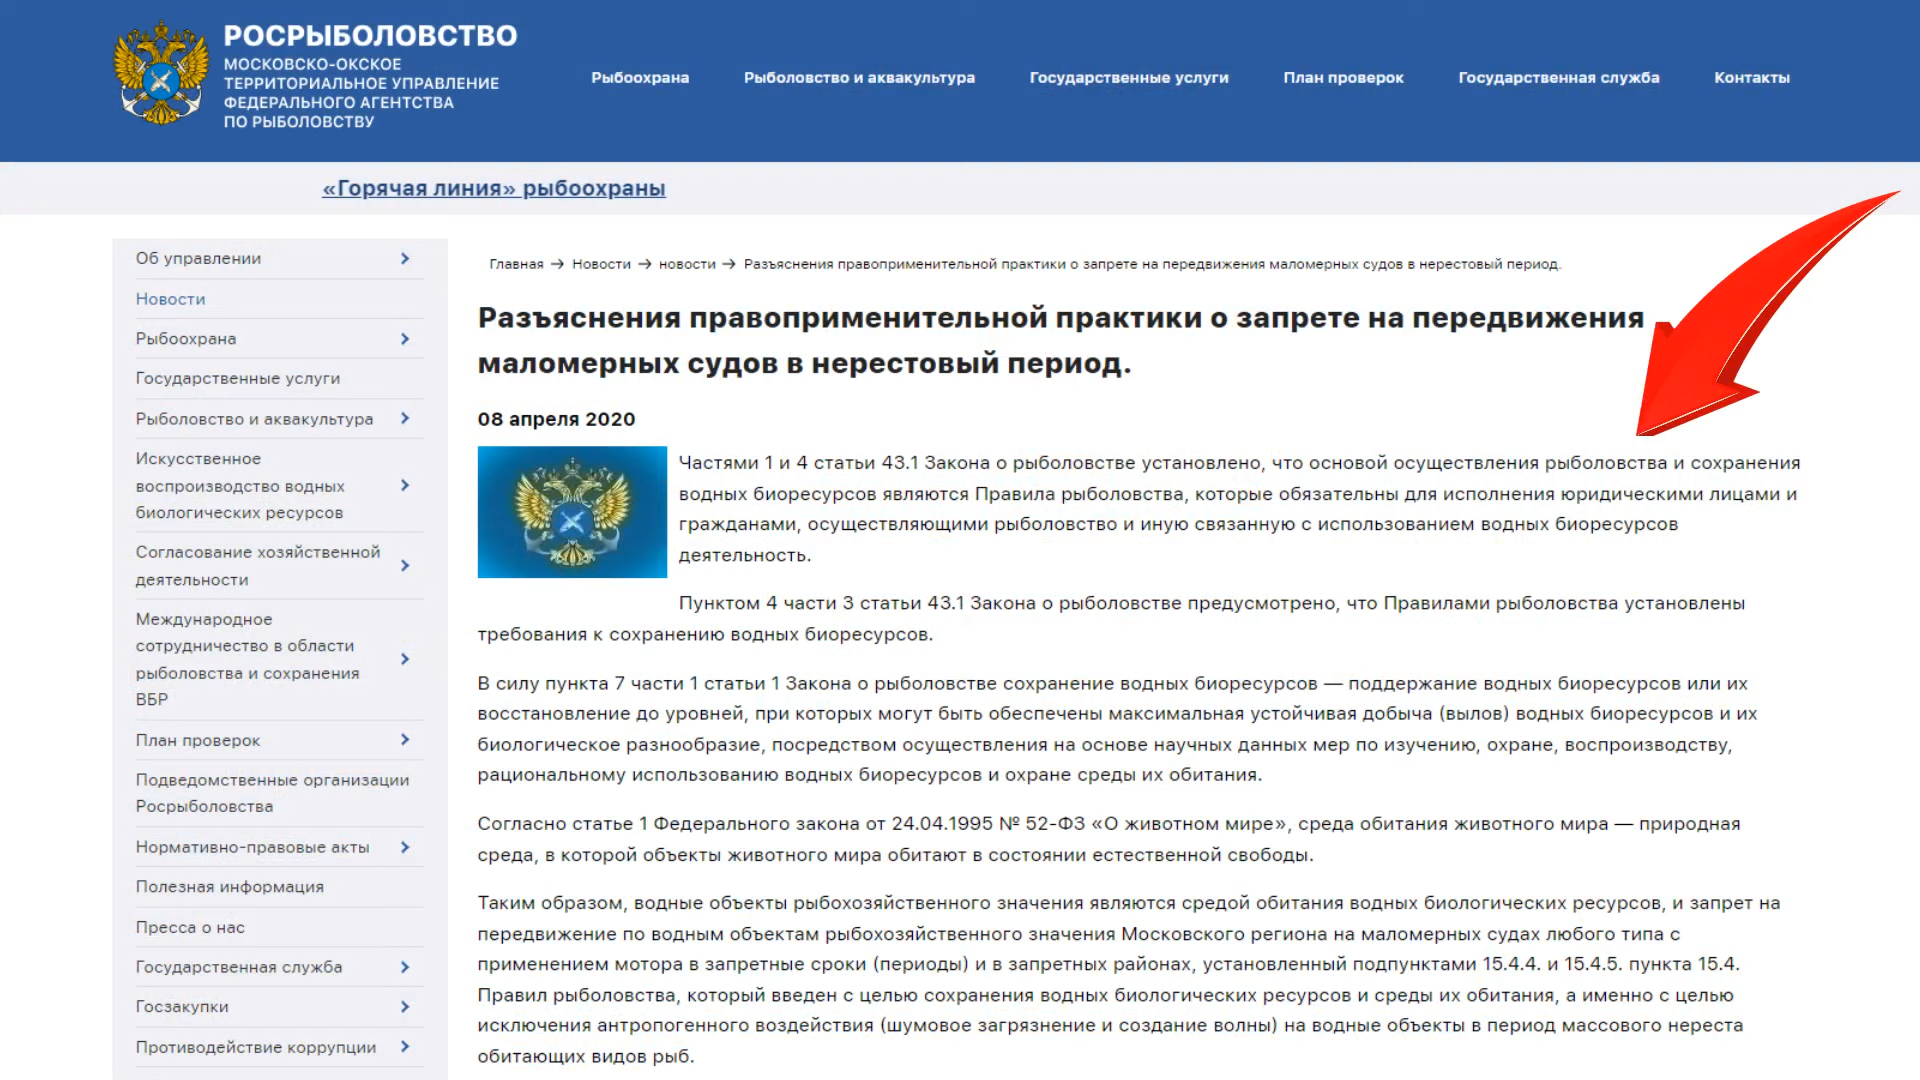 РОСРЫБОЛОВСТВО
МОСКОВСКО-ОКСКОЕ
ТЕРРИТОРИАЛЬНОЕ УПРАВЛЕНИЕ
ФЕДЕРАЛЬНОГО АГЕНТСТВА
ПО РЫБОЛОВСТВУ
Рыбоохрана
Рыболовство и аквакультура
Государственные услуги
План проверок
Государственная служба
Контакты
«Горячая линия» рыбоохраны
Об управлении
Новости
Рыбоохрана
Государственные услуги
Рыболовство и аквакультура
Искусственное
воспроизводство водных
биологических ресурсов
Согласование хозяйственной
деятельности
Международное
сотрудничество в области
рыболовства и сохранения
ВБР
План проверок
Подведомственные организации
Росрыболовства
Нормативно-правовые акты
Полезная информация
Пресса о нас
Государственная служба
Госзакупки
Противодействие коррупции
Главная → Новости → новости → Разъяснения правоприменительной практики о запрете на передвижения маломерных судов в нерестовый период.
Разъяснения правоприменительной практики о запрете на передвижения
маломерных судов в нерестовый период.
08 апреля 2020
Частями 1 и 4 статьи 43.1 Закона о рыболовстве установлено, что основой осуществления рыболовства и сохранения
водных биоресурсов являются Правила рыболовства, которые обязательны для исполнения юридическими лицами и
гражданами, осуществляющими рыболовство и иную связанную с использованием водных биоресурсов
деятельность.
Пунктом 4 части 3 статьи 43.1 Закона о рыболовстве предусмотрено, что Правилами рыболовства установлены
требования к сохранению водных биоресурсов.
В силу пункта 7 части 1 статьи 1 Закона о рыболовстве сохранение водных биоресурсов — поддержание водных биоресурсов или их
восстановление до уровней, при которых могут быть обеспечены максимальная устойчивая добыча (вылов) водных биоресурсов и их
биологическое разнообразие, посредством осуществления на основе научных данных мер по изучению, охране, воспроизводству,
рациональному использованию водных биоресурсов и охране среды их обитания.
Согласно статье 1 Федерального закона от 24.04.1995 № 52-ФЗ «О животном мире», среда обитания животного мира — природная
среда, в которой объекты животного мира обитают в состоянии естественной свободы.
Таким образом, водные объекты рыбохозяйственного значения являются средой обитания водных биологических ресурсов, и запрет на
передвижение по водным объектам рыбохозяйственного значения Московского региона на маломерных судах любого типа с
применением мотора в запретные сроки (периоды) и в запретных районах, установленный подпунктами 15.4.4. и 15.4.5. пункта 15.4.
Правил рыболовства, который введен с целью сохранения водных биологических ресурсов и среды их обитания, а именно с целью
исключения антропогенного воздействия (шумовое загрязнение и создание волны) на водные объекты в период массового нереста
обитающих видов рыб.